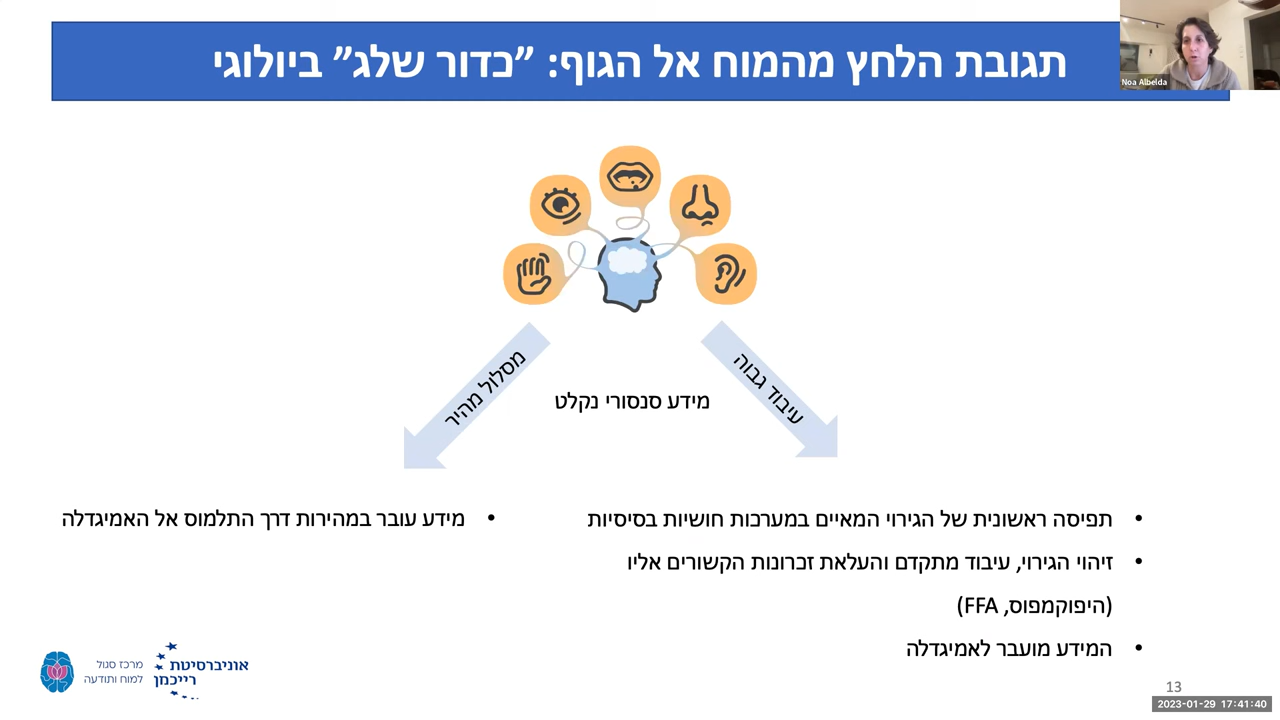 תגובת הלחץ מהמוח אל הגוף: "כדור שלג" ביולוגי
Noa Albelda
עיבוד גבוה
מסלול מהיר
מידע סנסורי נקלט
• תפיסה ראשונית של הגירוי המאיים במערכות חושיות בסיסיות
• זיהוי הגירוי, עיבוד מתקדם והעלאת זכרונות הקשורים אליו
(היפוקמפוס, FFA)
• המידע מועבר לאמיגדלה
• מידע עובר במהירות דרך התלמוס אל האמיגדלה
אוניברסיטת
רייכמן
מרכז סגול
למוח ותודעה
13
2023-01-29 17:41:40